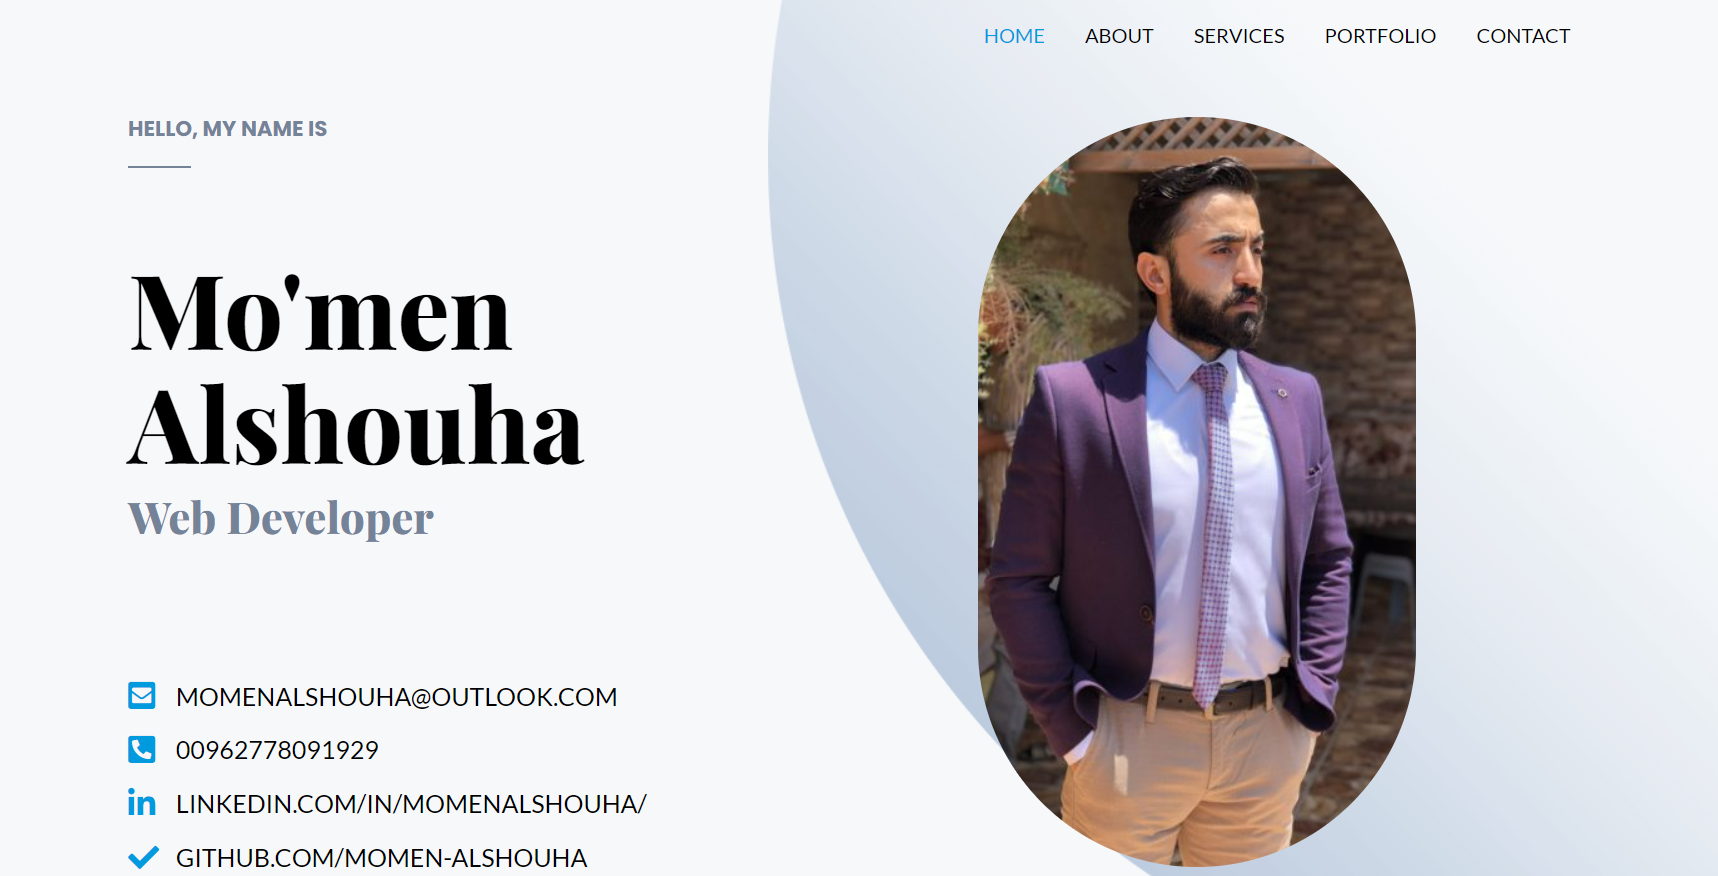 HOME ABOUT SERVICES PORTFOLIO CONTACT
HELLO, MY NAME IS
Mo'men
Alshouha
Web Developer
MOMENALSHOUHA@OUTLOOK.COM
00962778091929
LINKEDIN.COM/IN/MOMENALSHOUHA/
GITHUB.COM/MOMEN-ALSHOUHA